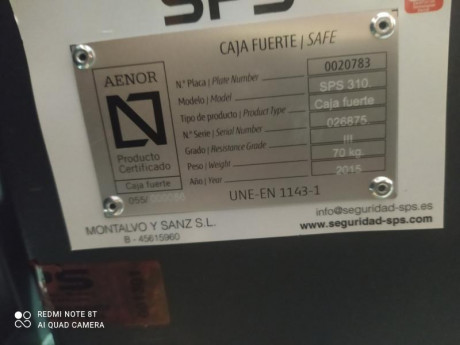 SPS
CAJA FUERTE / SAFE
AENOR
N
Producto
Certificado
Caja fuerte
055/
N.º Placa / Plate Number 0020783
Modelo / Model SPS 310
Tipo de producto / Product Type Caja fuerte
N.º Serie / Serial Number 026875
Grado / Resistance Grade III
Peso / Weight 70 kg.
Año / Year 2015
UNE-EN 1143-1
MONTALVO Y SANZ S.L.
B - 45615960
info@seguridad-sps.es
www.seguridad-sps.com
REDMI NOTE 8T
AI QUAD CAMERA